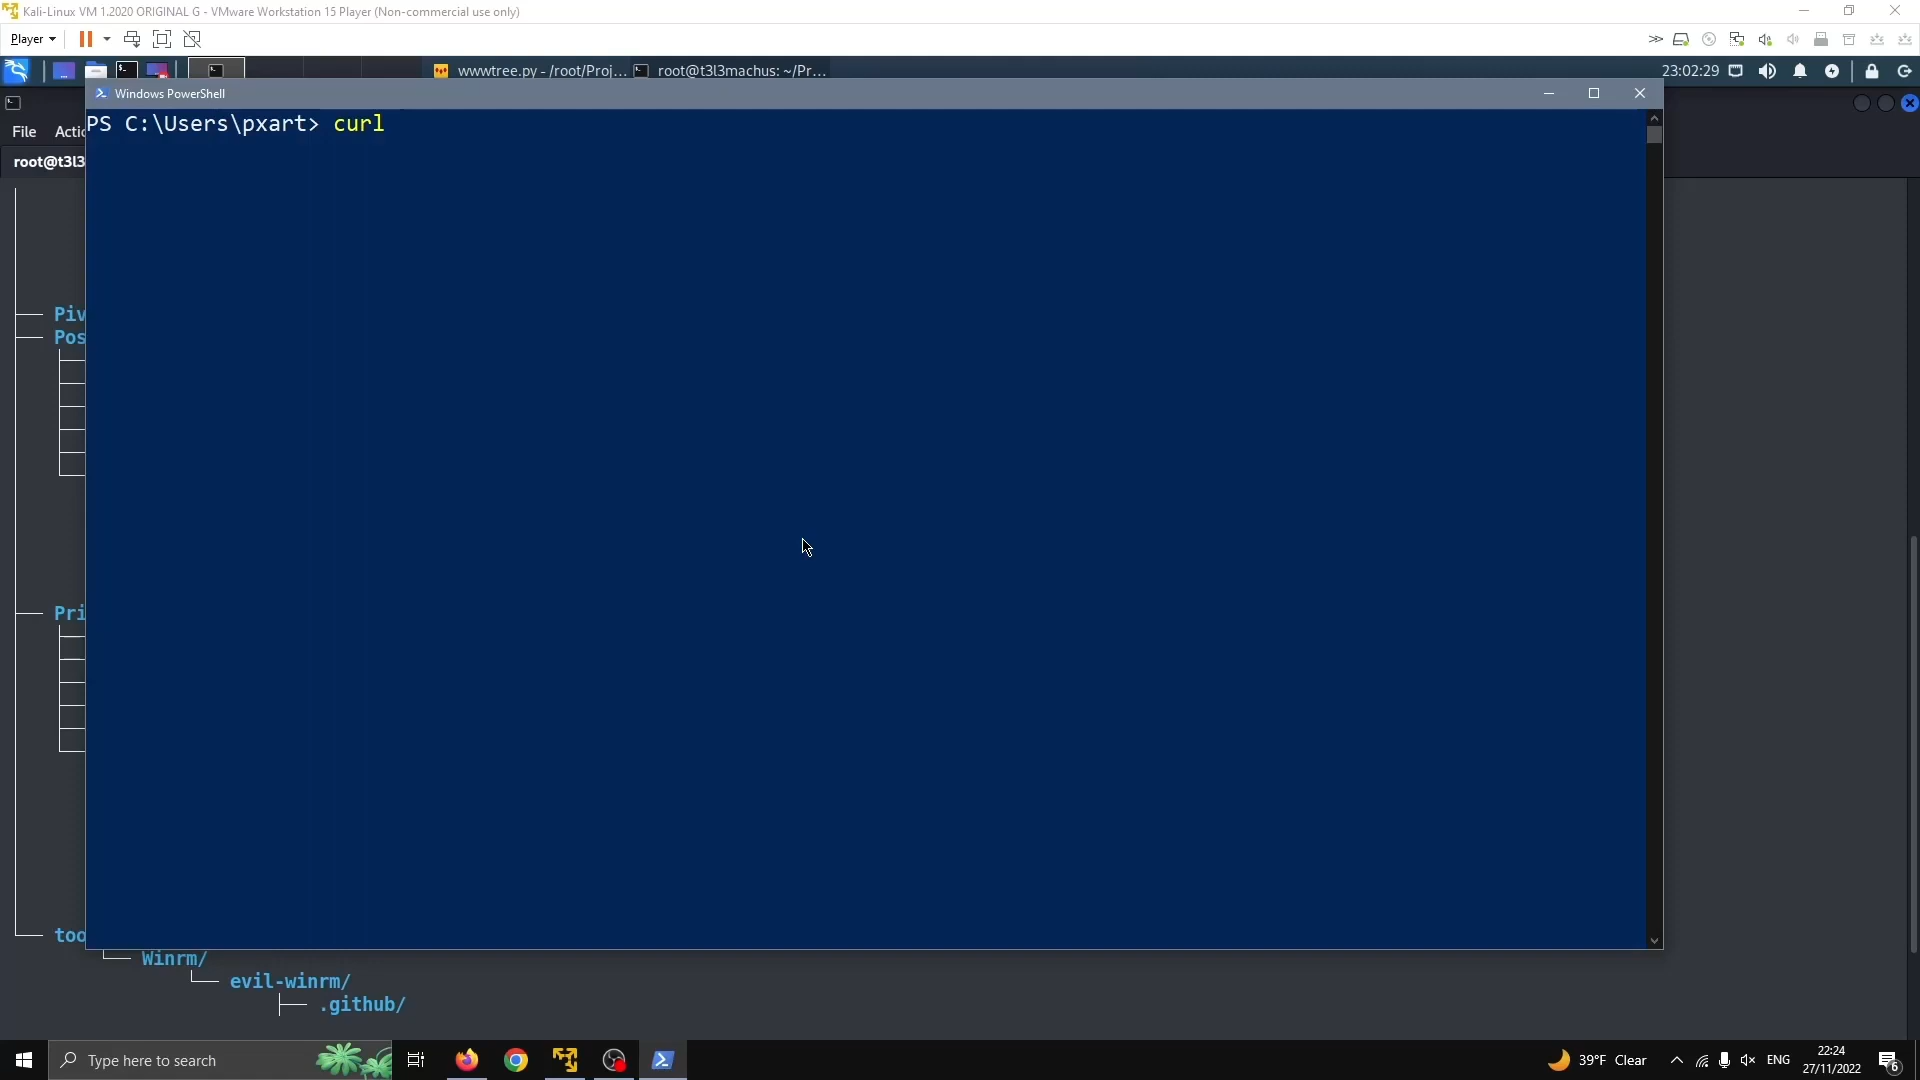 Kali-Linux VM 1.2020 ORIGINAL G - VMware Workstation 15 Player (Non-commercial use only)
Player
wwwtree.py - /root/Proj...
root@t3l3machus: ~/Pr...
23:02:29
Windows PowerShell
File Actio
PS C:\Users\pxart> curl
root@t3l3
Piv
Pos
Pri
too
Winrm/
evil-winrm/
.github/
Type here to search
39°F Clear
ENG
22:24
27/11/2022
6